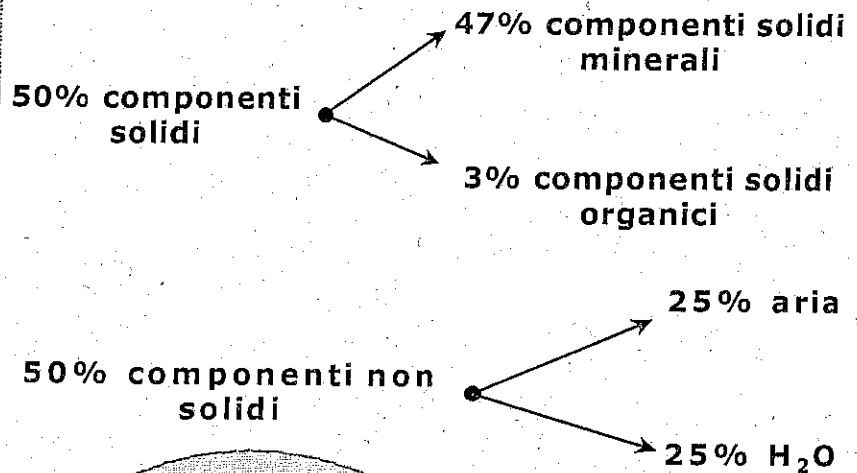 47% componenti solidi
minerali
50% componenti
solidi
3% componenti solidi
organici
25% aria
50% componenti non
solidi
25% H₂O